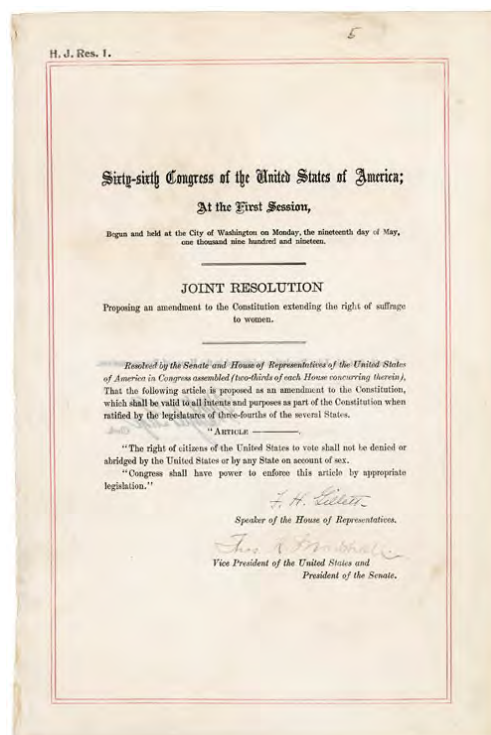 5
H. J. Res. 1.
Sixty-sixth Congress of the United States of America;
At the First Session,
Begun and held at the City of Washington on Monday, the nineteenth day of May,
one thousand nine hundred and nineteen.
JOINT RESOLUTION
Proposing an amendment to the Constitution extending the right of suffrage
to women.
Resolved by the Senate and House of Representatives of the United States
of America in Congress assembled (two-thirds of each House concurring therein),
That the following article is proposed as an amendment to the Constitution,
which shall be valid to all intents and purposes as part of the Constitution when
ratified by the legislatures of three-fourths of the several States.
"ARTICLE ————.
"The right of citizens of the United States to vote shall not be denied or
abridged by the United States or by any State on account of sex.
"Congress shall have power to enforce this article by appropriate
legislation."
F. H. Gillett
Speaker of the House of Representatives.
Thos R Marshall
Vice President of the United States and
President of the Senate.